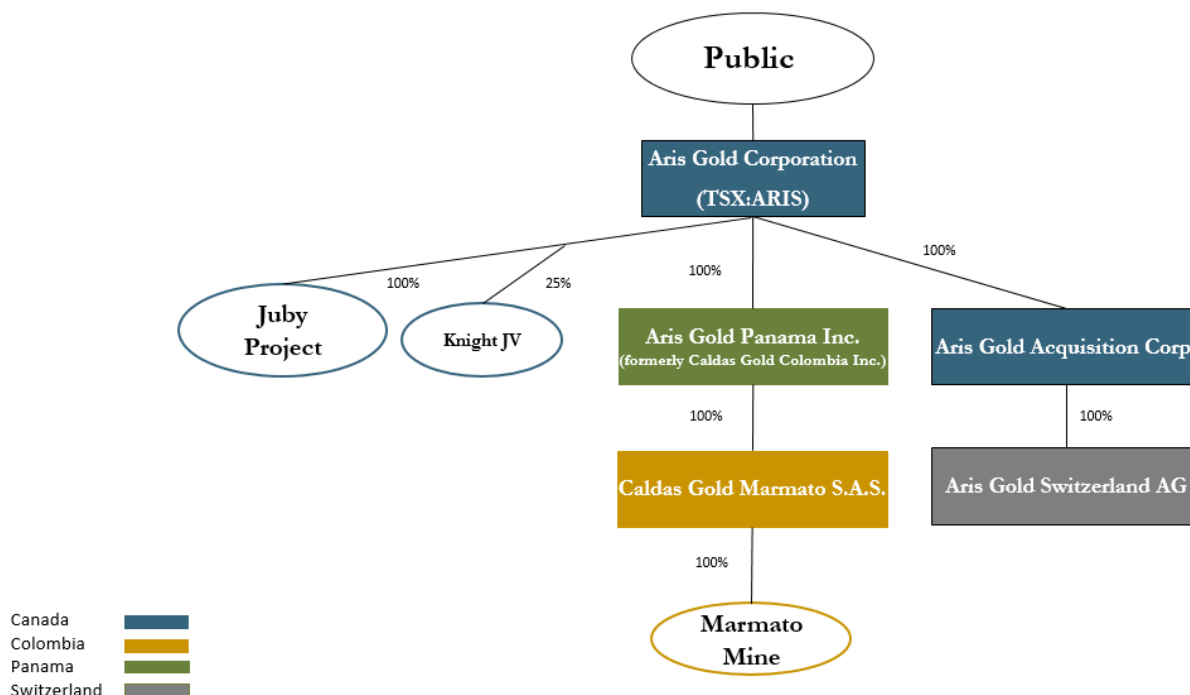 Public
Aris Gold Corporation
(TSX:ARIS)
100%
100%
25%
100%
Juby
Project
Knight JV
Aris Gold Panama Inc.
(formerly Caldas Gold Colombia Inc.)
Aris Gold Acquisition Corp
100%
100%
Caldas Gold Marmato S.A.S.
Aris Gold Switzerland AG
100%
Marmato
Mine
Canada
Colombia
Panama
Switzerland